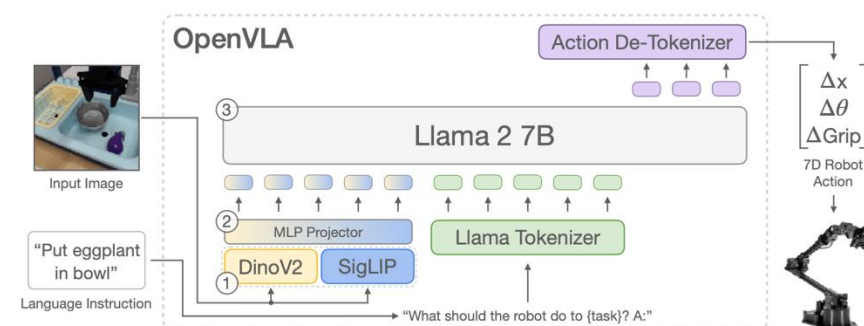 OpenVLA
Action De-Tokenizer
Δx
Δθ
ΔGrip
7D Robot
Action
3
Llama 2 7B
Input Image
2
MLP Projector
Llama Tokenizer
"Put eggplant
in bowl"
1
DinoV2
SigLIP
Language Instruction
"What should the robot do to {task}? A:"